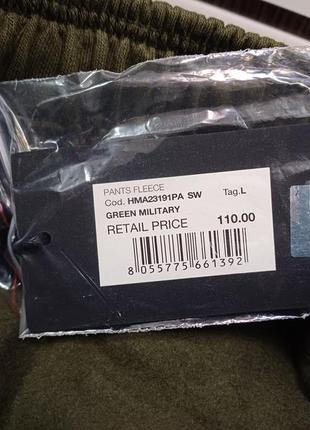 PANTS FLEECE
Cod. HMA23191PA SW Tag.L
GREEN MILITARY
RETAIL PRICE 110.00
8 055775 661392